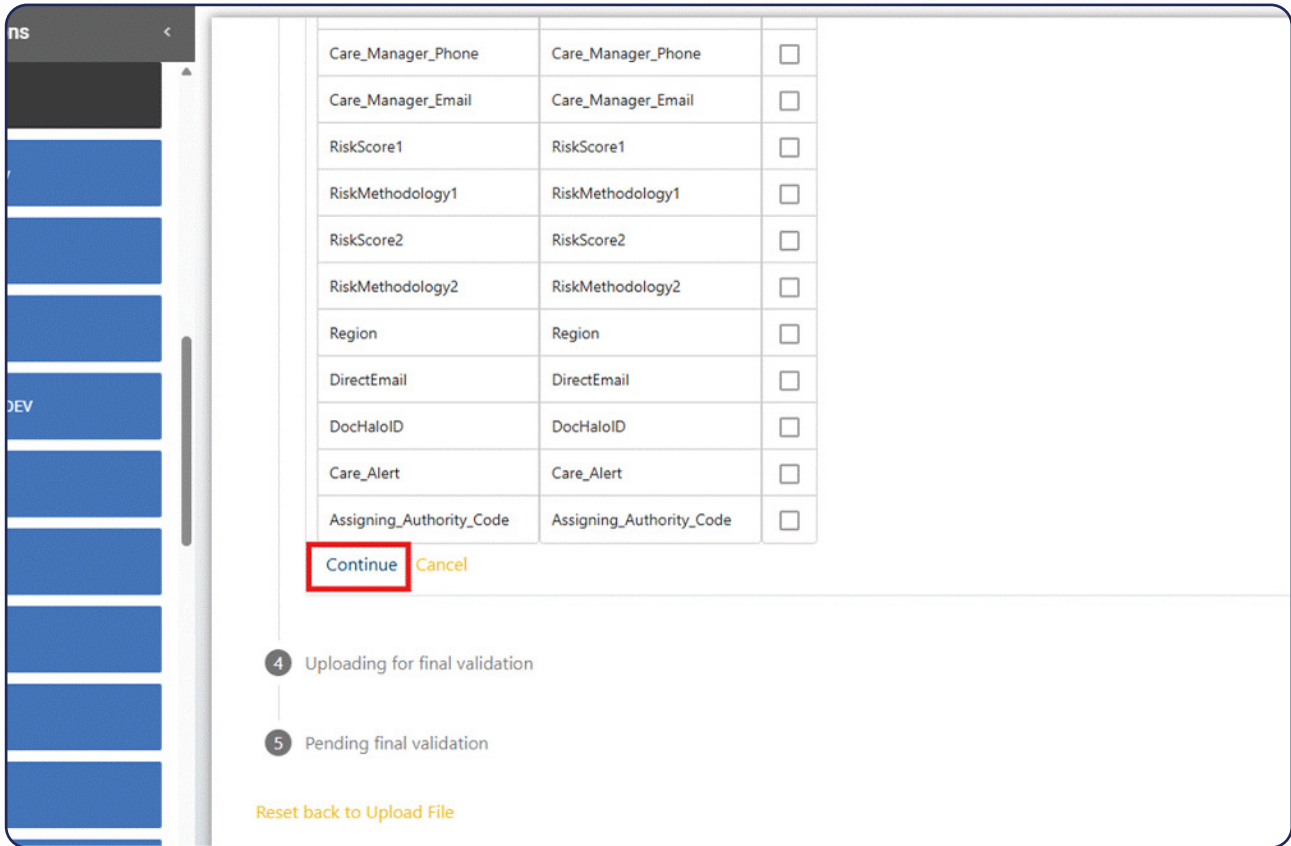 ns
Care_Manager_Phone Care_Manager_Phone
Care_Manager_Email Care_Manager_Email
RiskScore1 RiskScore1
RiskMethodology1 RiskMethodology1
RiskScore2 RiskScore2
RiskMethodology2 RiskMethodology2
Region Region
DirectEmail DirectEmail
DEV
DocHaloID DocHaloID
Care_Alert Care_Alert
Assigning_Authority_Code Assigning_Authority_Code
Continue Cancel
4 Uploading for final validation
5 Pending final validation
Reset back to Upload File